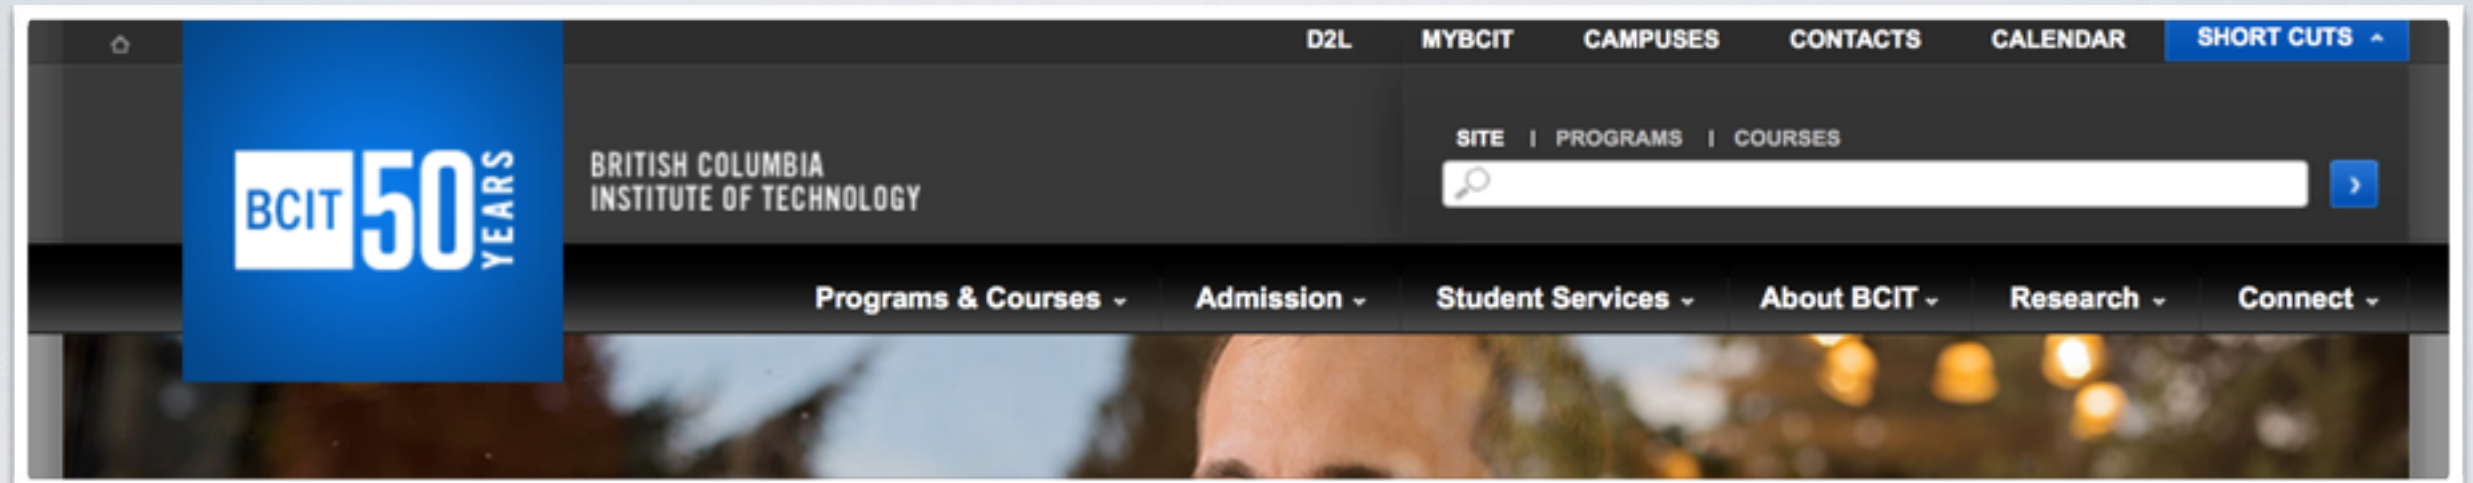 D2L MYBCIT CAMPUSES CONTACTS CALENDAR SHORT CUTS
BCIT 50 YEARS
BRITISH COLUMBIA
INSTITUTE OF TECHNOLOGY
SITE | PROGRAMS | COURSES
Programs & Courses Admission Student Services About BCIT Research Connect